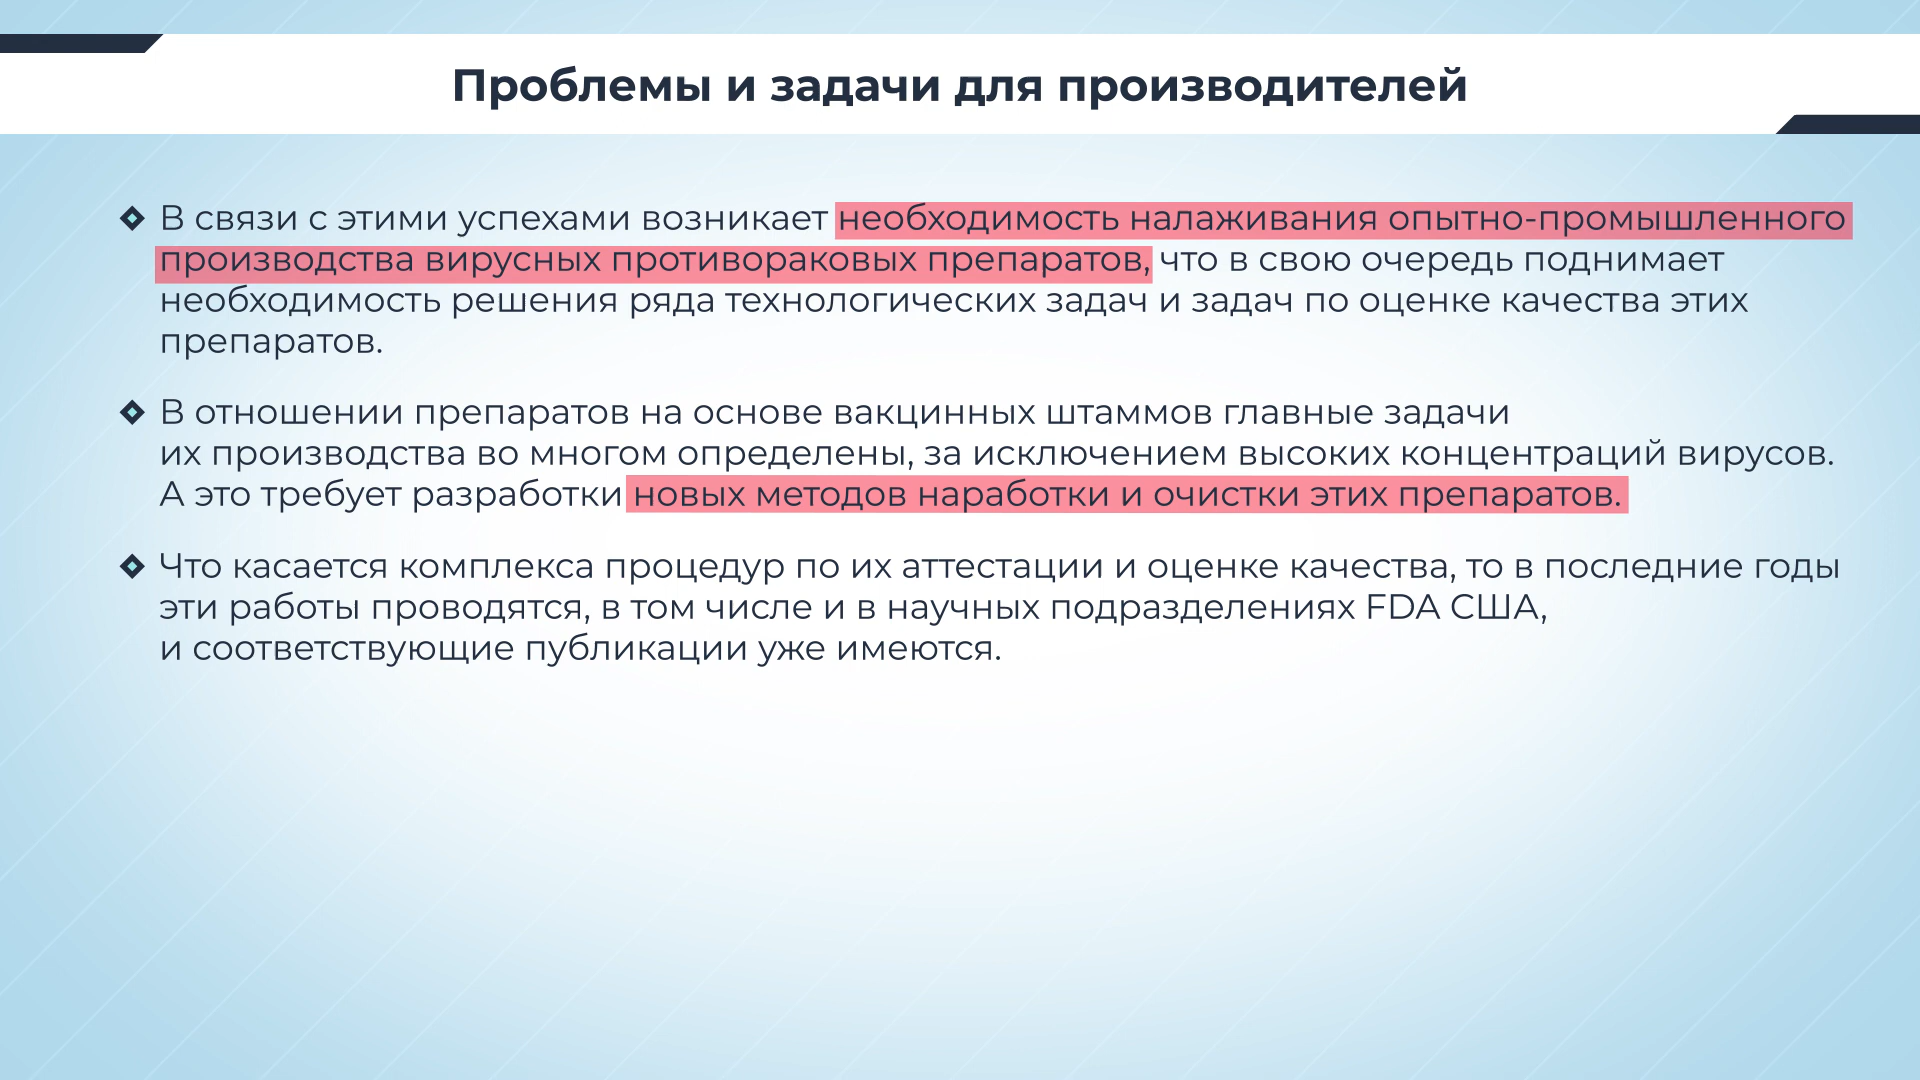 Проблемы и задачи для производителей
В связи с этими успехами возникает необходимость налаживания опытно-промышленного
производства вирусных противораковых препаратов, что в свою очередь поднимает
необходимость решения ряда технологических задач и задач по оценке качества этих
препаратов.
В отношении препаратов на основе вакцинных штаммов главные задачи
их производства во многом определены, за исключением высоких концентраций вирусов.
А это требует разработки новых методов наработки и очистки этих препаратов.
Что касается комплекса процедур по их аттестации и оценке качества, то в последние годы
эти работы проводятся, в том числе и в научных подразделениях FDA США,
и соответствующие публикации уже имеются.